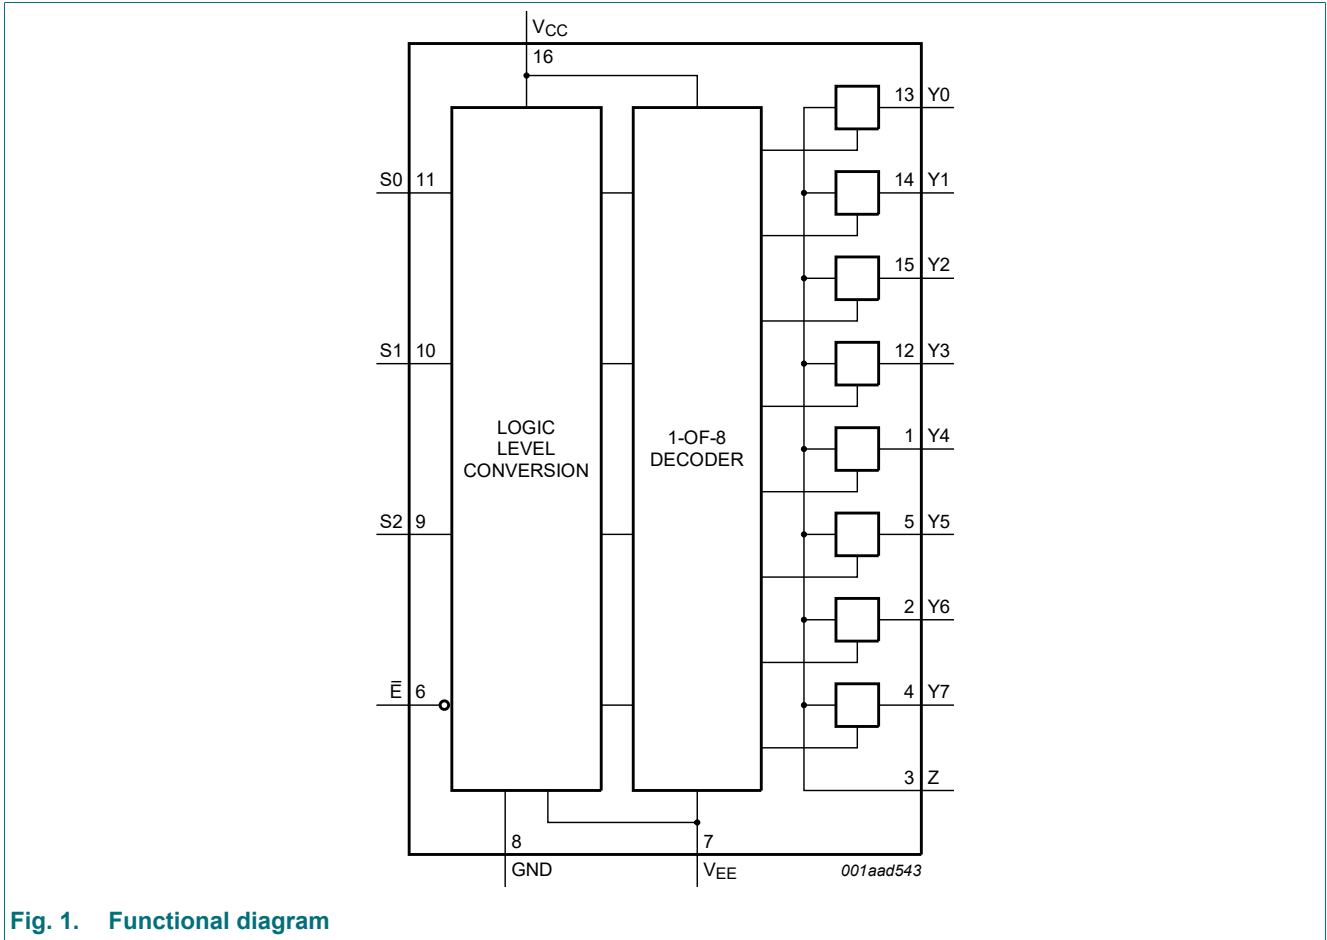 VCC
16
13 Y0
S0 11
14 Y1
15 Y2
S1 10
12 Y3
LOGIC
LEVEL
CONVERSION
1-OF-8
DECODER
1 Y4
S2 9
5 Y5
2 Y6
E̅ 6
4 Y7
3 Z
8
GND
7
VEE
001aad543
Fig. 1. Functional diagram